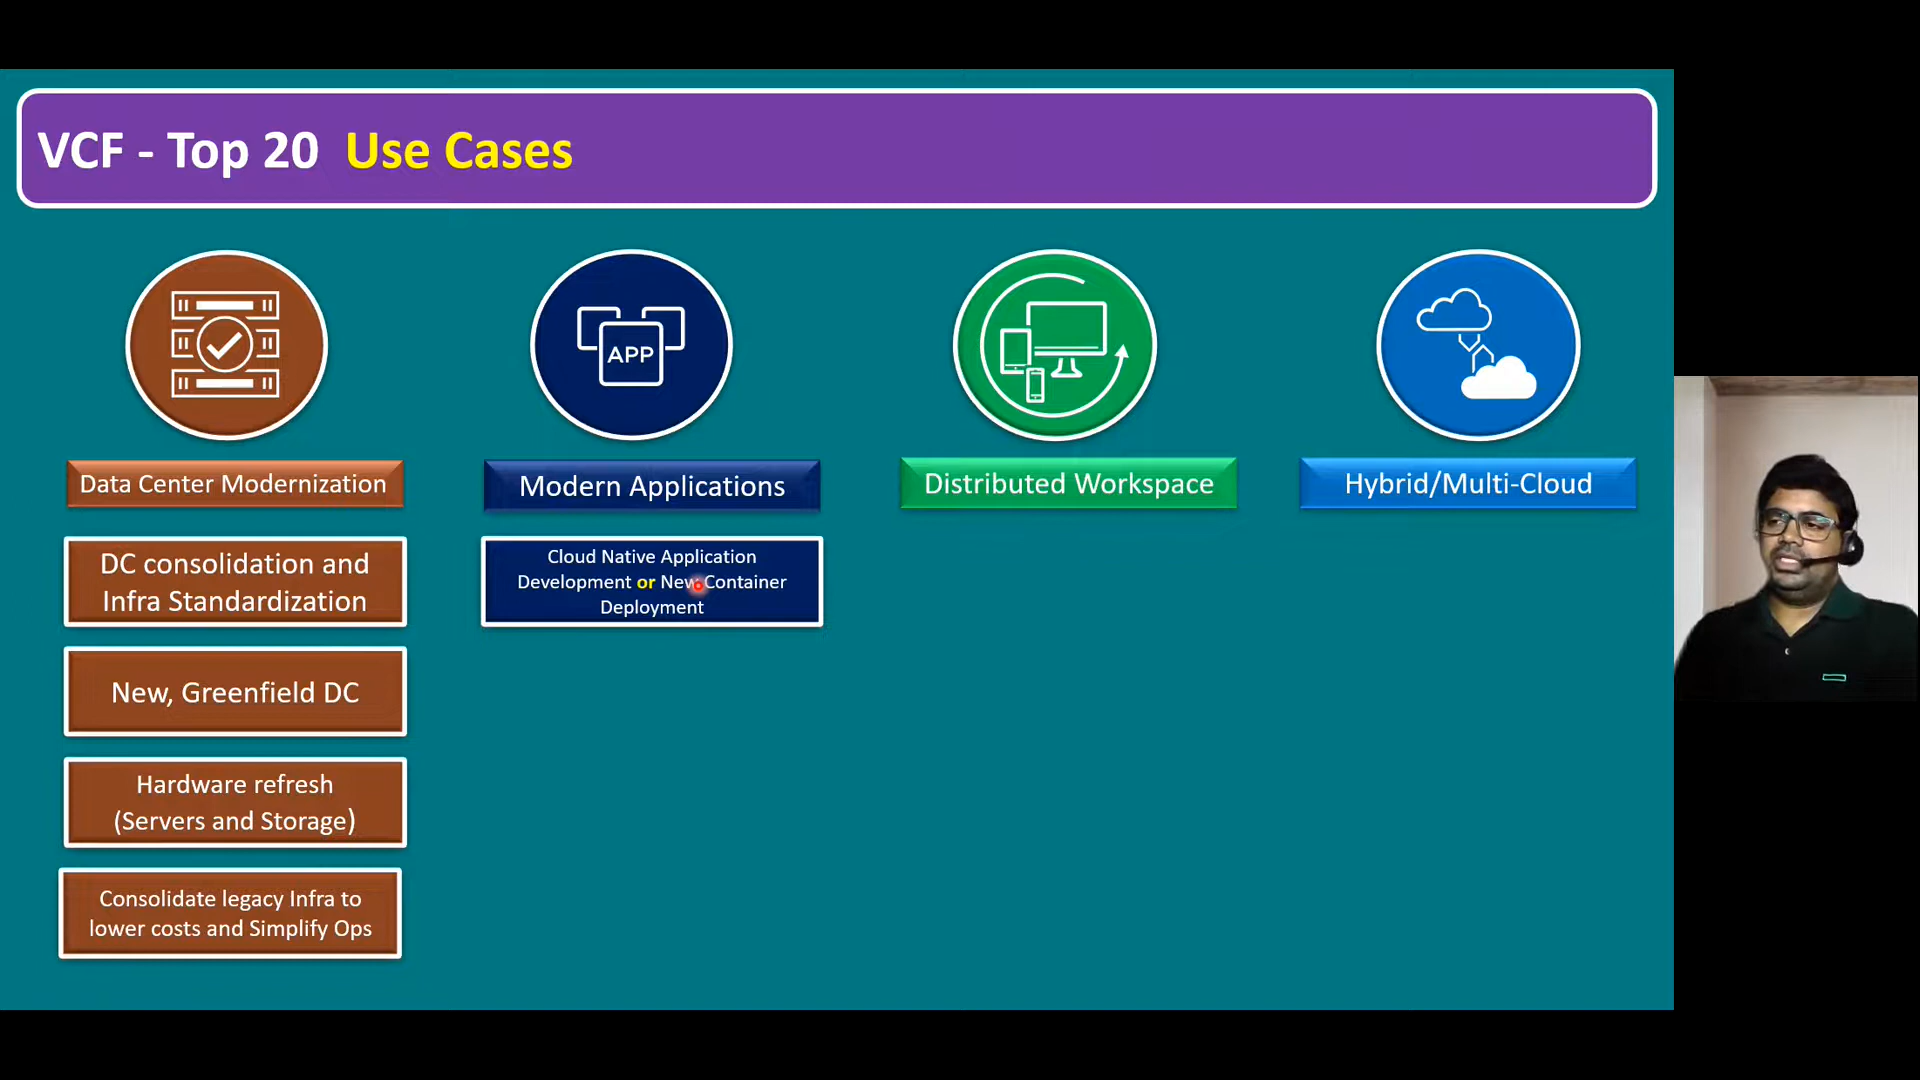 VCF - Top 20 Use Cases
APP
Data Center Modernization
Modern Applications
Distributed Workspace
Hybrid/Multi-Cloud
DC consolidation and
Infra Standardization
New, Greenfield DC
Hardware refresh
(Servers and Storage)
Consolidate legacy Infra to
lower costs and Simplify Ops
Cloud Native Application
Development or New Container
Deployment